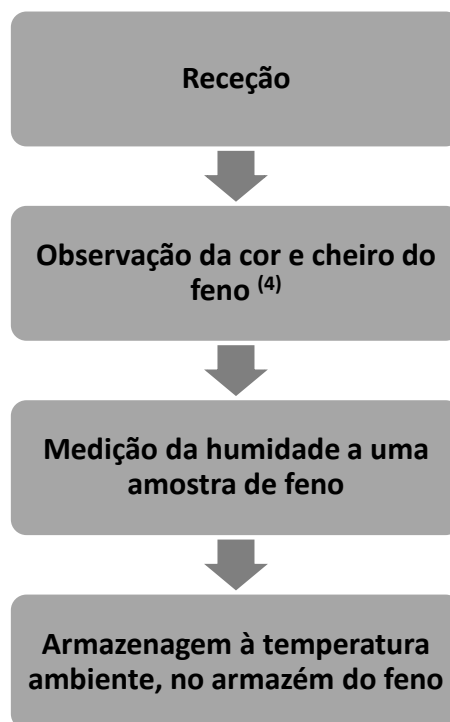 Receção
Observação da cor e cheiro do
feno (4)
Medição da humidade a uma
amostra de feno
Armazenagem à temperatura
ambiente, no armazém do feno